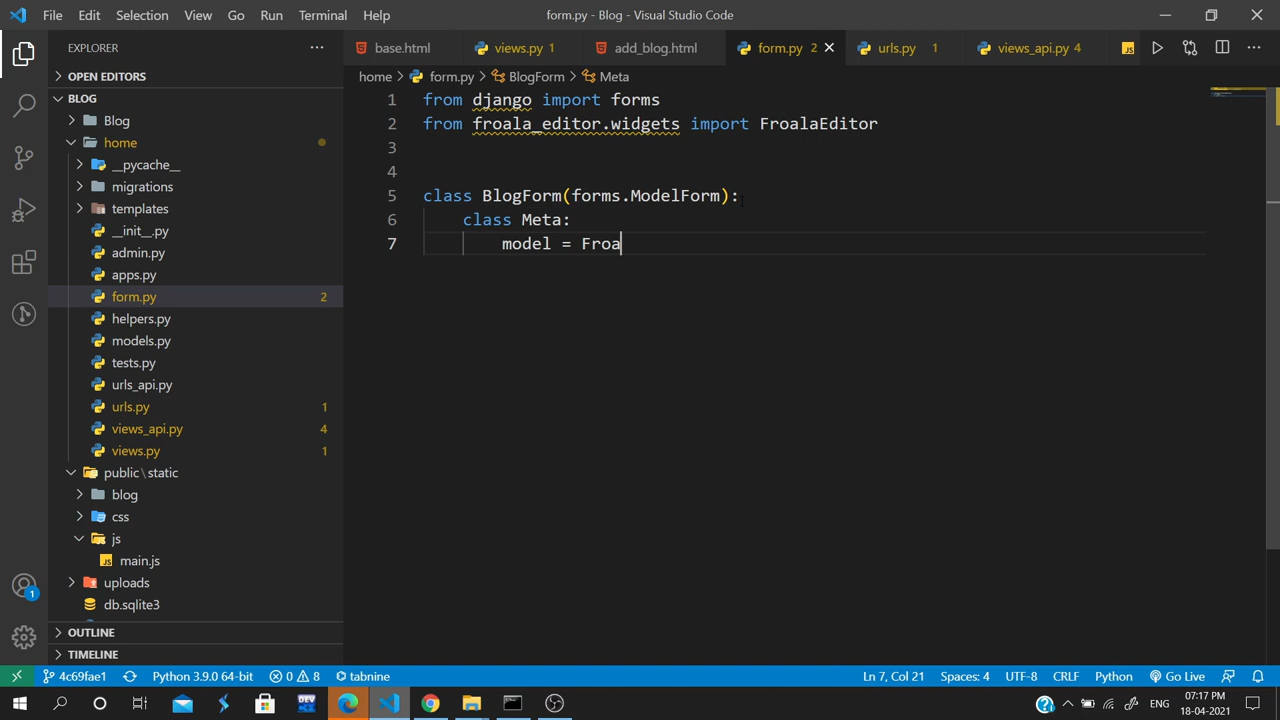 File Edit Selection View Go Run Terminal Help form.py - Blog - Visual Studio Code
EXPLORER
base.html views.py 1 add_blog.html form.py 2 urls.py 1 views_api.py 4 JS
home > form.py > BlogForm > Meta
OPEN EDITORS
BLOG
Blog
home
__pycache__
migrations
templates
__init__.py
admin.py
apps.py
form.py 2
helpers.py
models.py
tests.py
urls_api.py
urls.py 1
views_api.py 4
views.py 1
public\static
blog
css
js
JS main.js
uploads
db.sqlite3
OUTLINE
TIMELINE
1 from django import forms
2 from froala_editor.widgets import FroalaEditor
3
4
5 class BlogForm(forms.ModelForm):
6 class Meta:
7 model = Froa
1
4c69fae1 Python 3.9.0 64-bit 0 8 tabnine Ln 7, Col 21 Spaces: 4 UTF-8 CRLF Python Go Live
DEV ENG 07:17 PM
18-04-2021